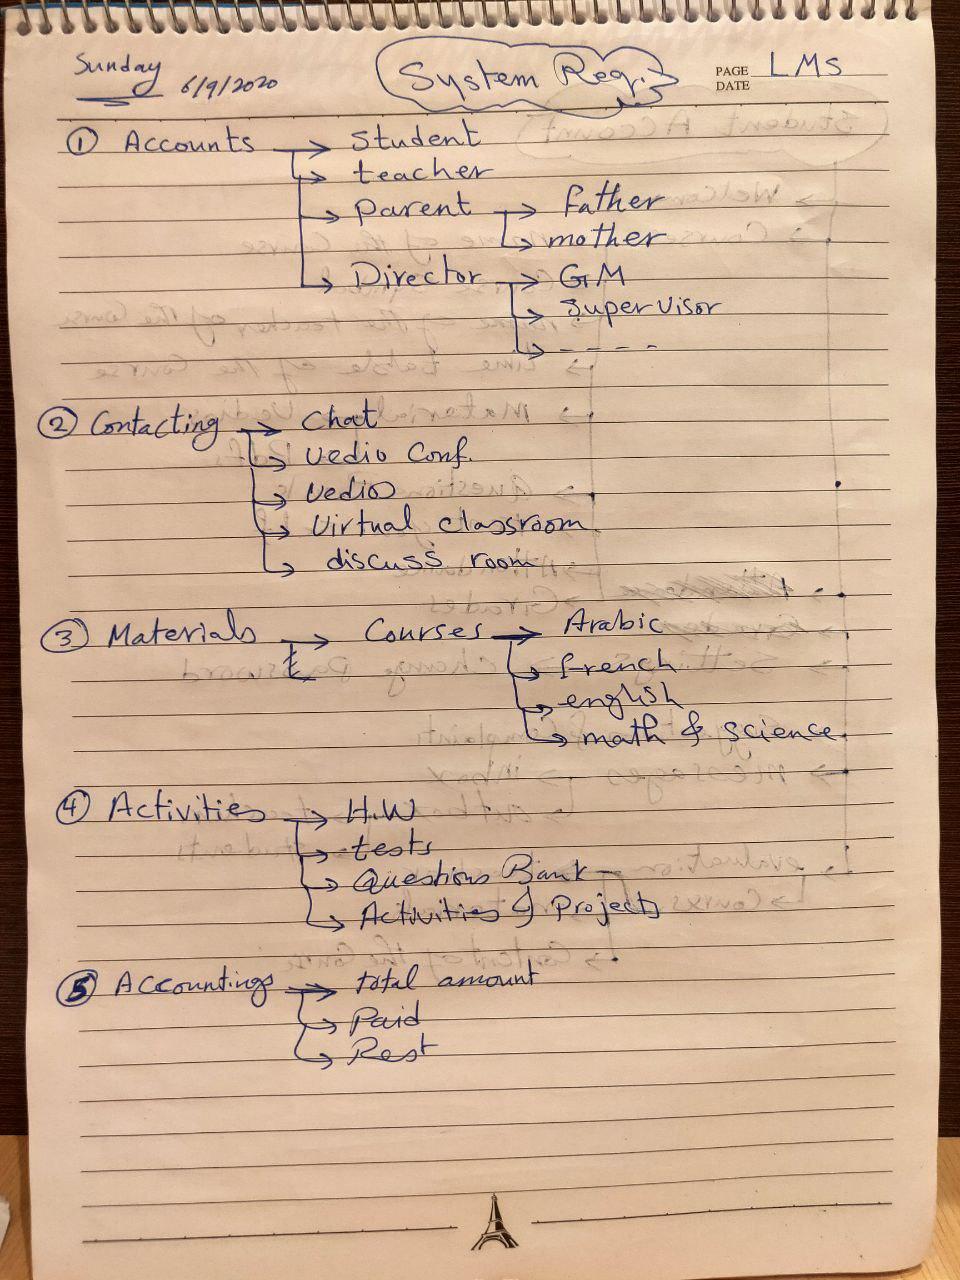 Sunday 6/9/2020 System Req. PAGE LMS
DATE
① Accounts → Student
→ teacher
→ Parent → Father
→ mother
→ Director → GM
→ Supervisor
→ - - - -
② Contacting → Chat
→ Vedio Conf.
→ Vedios
→ Virtual classroom
→ discuss room
③ Materials → Courses → Arabic
→ french
→ english
→ math & science
④ Activities → H.W
→ tests
→ Questions Bank
→ Activities & Projects
⑤ Accountings → total amount
→ Paid
→ Rest